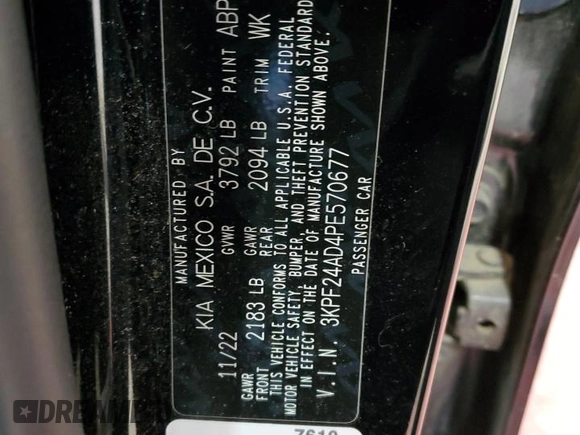 MANUFACTURED BY
KIA MEXICO S.A. DE C.V.
11/22 GVWR 3792 LB PAINT ABP
GAWR FRONT 2183 LB GAWR REAR 2094 LB TRIM WK
THIS VEHICLE CONFORMS TO ALL APPLICABLE U.S.A. FEDERAL
MOTOR VEHICLE SAFETY, BUMPER, AND THEFT PREVENTION STANDARD
IN EFFECT ON THE DATE OF MANUFACTURE SHOWN ABOVE.
V.I.N. 3KPF24AD4PE570677
PASSENGER CAR